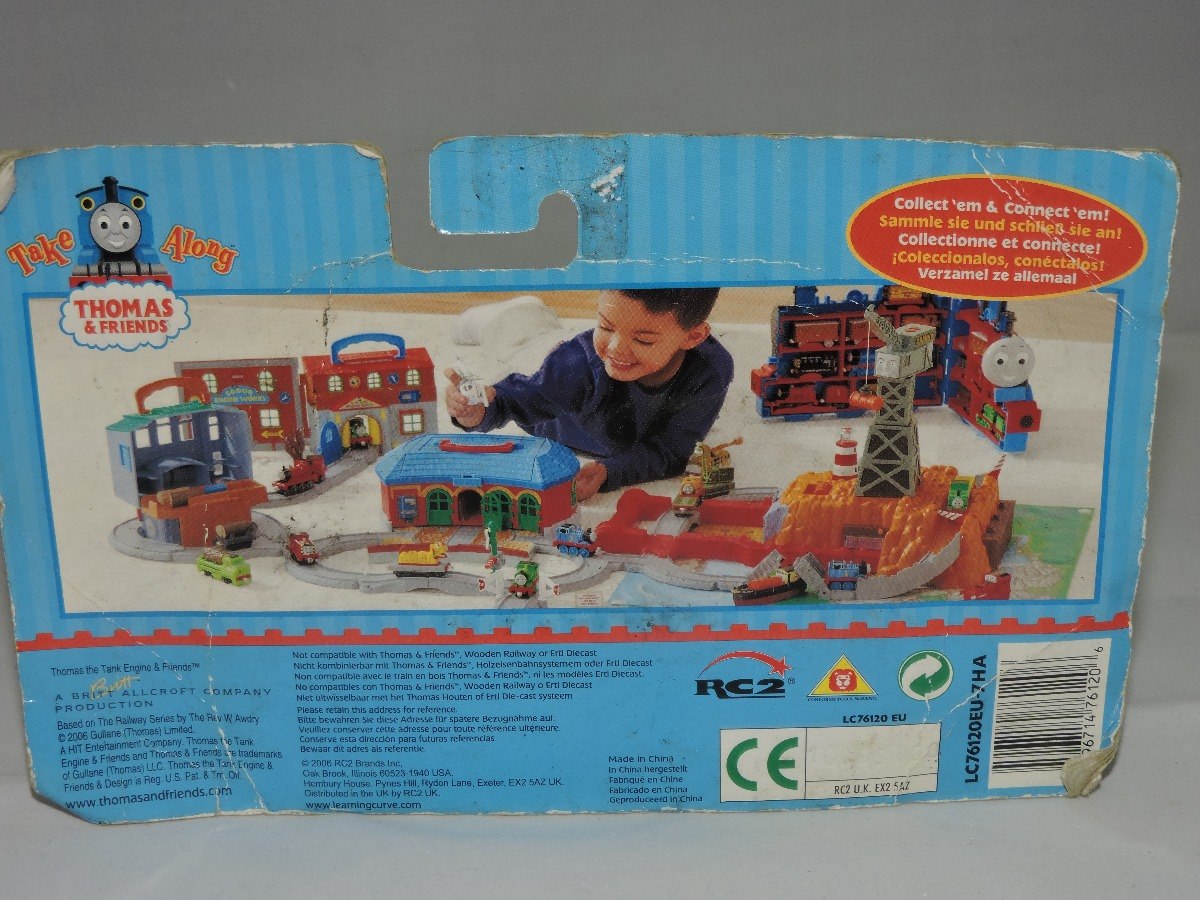 Take Along
THOMAS
& FRIENDS
Collect 'em & Connect 'em!
Sammle sie und schließ sie an!
Collectionne et connecte!
¡Coleccionalos, conéctalos!
Verzamel ze allemaal
SODOR
ENGINE WORKS
Thomas the Tank Engine & Friends™
A BRITT ALLCROFT COMPANY
PRODUCTION
Based on The Railway Series by The Rev W Awdry
© 2006 Gullane (Thomas) Limited.
A HIT Entertainment Company. Thomas the Tank
Engine & Friends and Thomas & Friends are trademarks
of Gullane (Thomas) LLC. Thomas the Tank Engine &
Friends & Design is Reg. U.S. Pat. & Tm. Off.
www.thomasandfriends.com
Not compatible with Thomas & Friends™, Wooden Railway or Ertl Diecast
Nicht kombinierbar mit Thomas & Friends™, Holzeisenbahnsystemem oder Ertl Diecast
Non compatible avec le train en bois Thomas & Friends™, ni les modèles Ertl Diecast.
No compatibles con Thomas & Friends™, Wooden Railway o Ertl Diecast
Niet uitwisselbaar met het Thomas Houten of Ertl Die-cast systeem
Please retain this address for reference.
Bitte bewahren sie diese Adresse für spätere Bezugnahme auf.
Veuillez conserver cette adresse pour toute référence ultérieure.
Conserve esta dirección para futuras referencias.
Bewaar dit adres als referentie.
© 2006 RC2 Brands Inc.
Oak Brook, Illinois 60523-1940 USA.
Hembury House, Pynes Hill, Rydon Lane, Exeter, EX2 5AZ UK.
Distributed in the UK by RC2 UK.
www.learningcurve.com
Made in China
In China hergestellt
Fabriqué en Chine
Fabricado en China
Geproduceerd in China
RC2®
LC76120 EU
CE
RC2 U.K. EX2 5AZ
LC76120EU-7HA
96714 76120 6